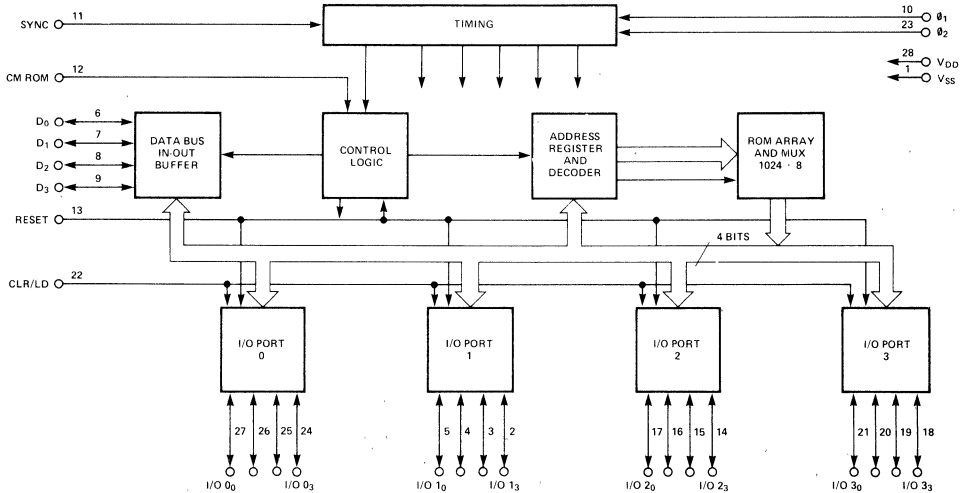 SYNC 11
TIMING
10 Ø1
23 Ø2
28 VDD
1 VSS
CM ROM 12
D0 6
D1 7
D2 8
D3 9
DATA BUS
IN-OUT
BUFFER
CONTROL
LOGIC
ADDRESS
REGISTER
AND
DECODER
ROM ARRAY
AND MUX
1024 · 8
RESET 13
4 BITS
CLR/LD 22
I/O PORT
0
I/O PORT
1
I/O PORT
2
I/O PORT
3
27 26 25 24
5 4 3 2
17 16 15 14
21 20 19 18
I/O 00 I/O 03
I/O 10 I/O 13
I/O 20 I/O 23
I/O 30 I/O 33